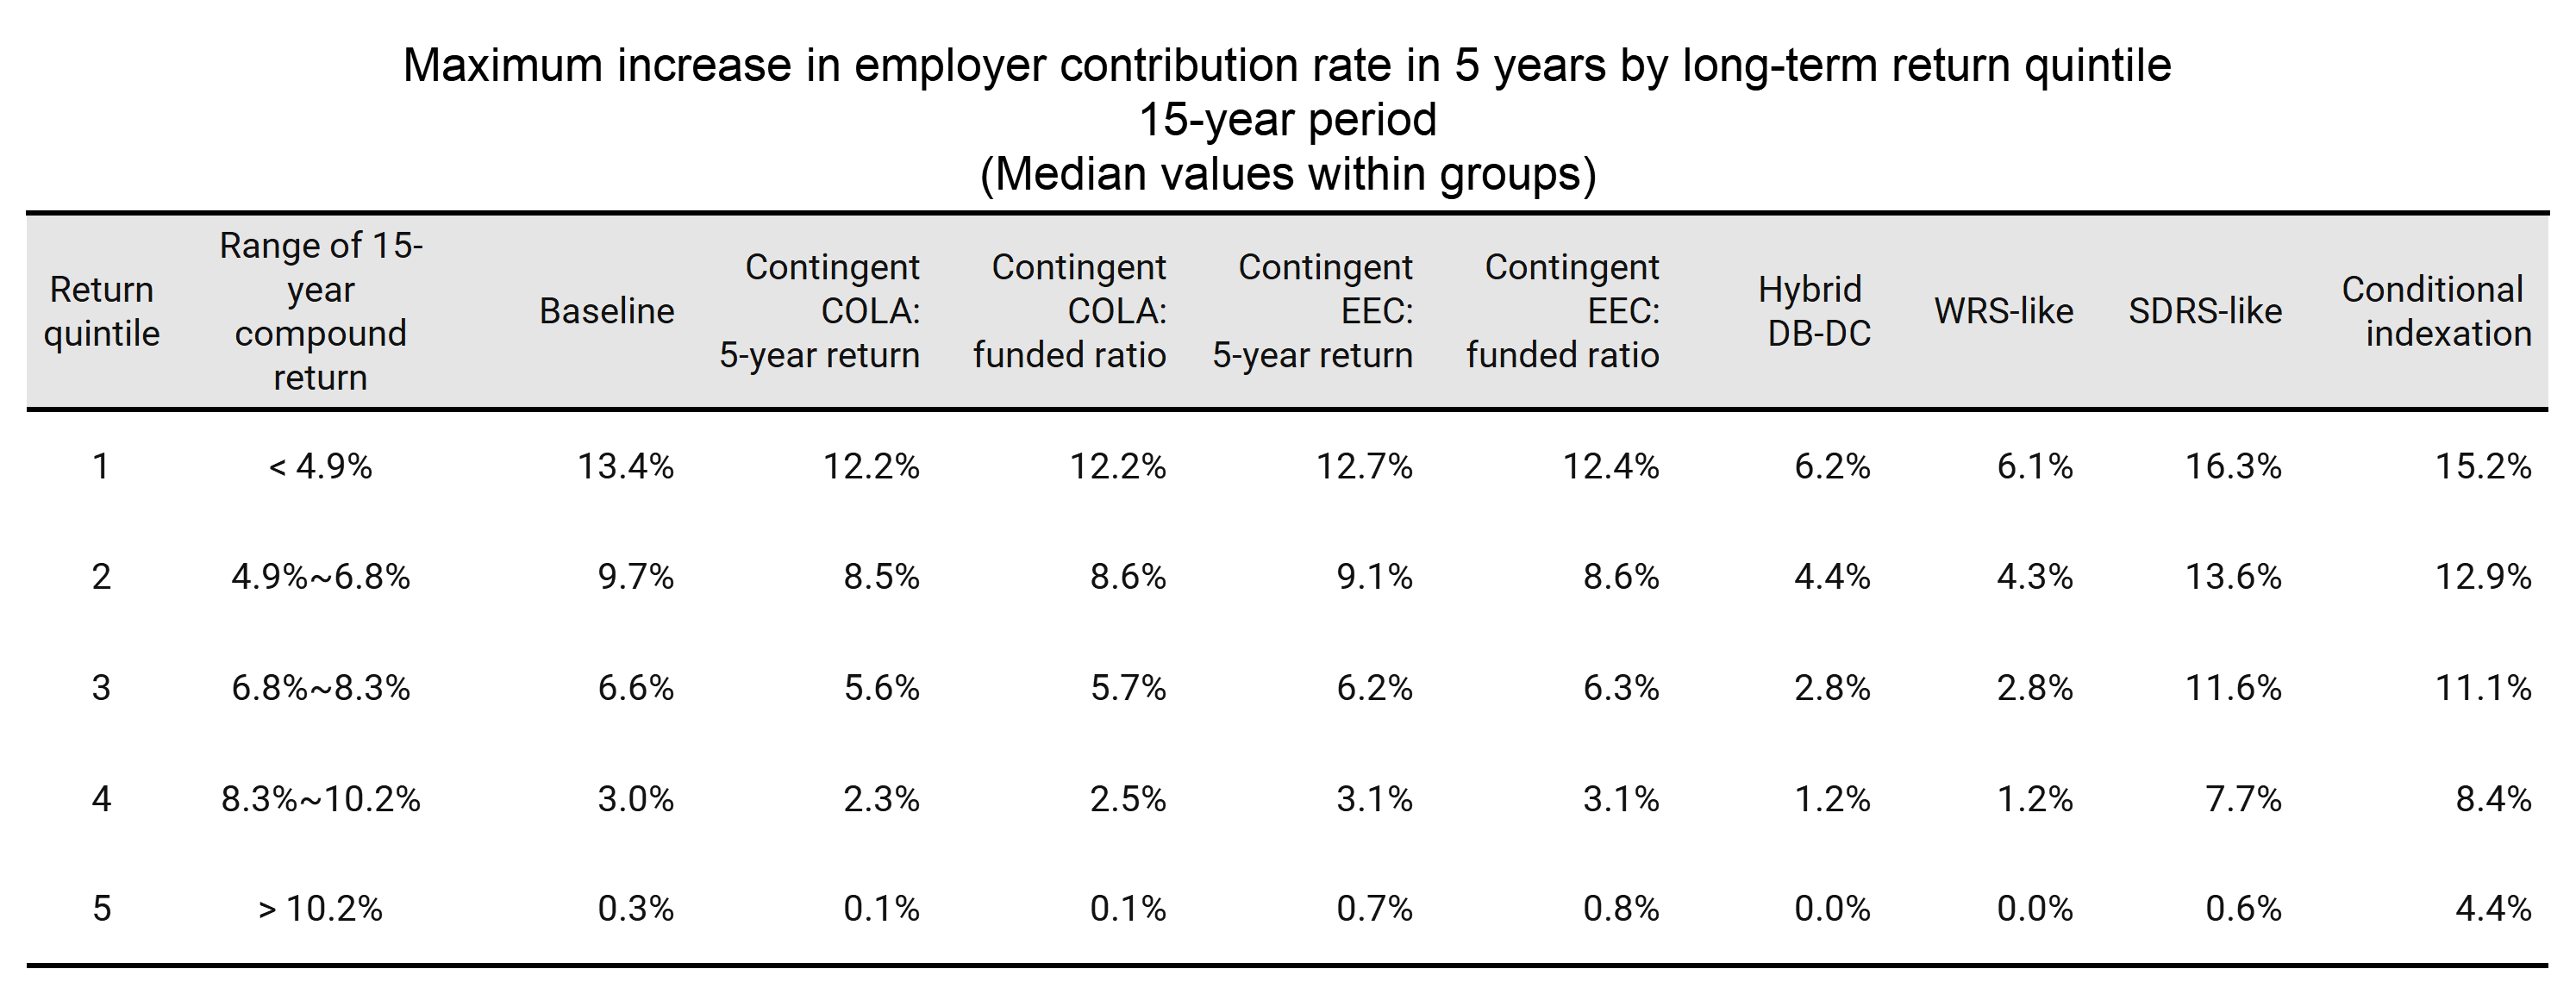 Maximum increase in employer contribution rate in 5 years by long-term return quintile
15-year period
(Median values within groups)
Return quintile
Range of 15-
year
compound
return
Baseline
Contingent
COLA:
5-year return
Contingent
COLA:
funded ratio
Contingent
EEC:
5-year return
Contingent
EEC:
funded ratio
Hybrid
DB-DC
WRS-like
SDRS-like
Conditional
indexation
1 < 4.9% 13.4% 12.2% 12.2% 12.7% 12.4% 6.2% 6.1% 16.3% 15.2%
2 4.9%~6.8% 9.7% 8.5% 8.6% 9.1% 8.6% 4.4% 4.3% 13.6% 12.9%
3 6.8%~8.3% 6.6% 5.6% 5.7% 6.2% 6.3% 2.8% 2.8% 11.6% 11.1%
4 8.3%~10.2% 3.0% 2.3% 2.5% 3.1% 3.1% 1.2% 1.2% 7.7% 8.4%
5 > 10.2% 0.3% 0.1% 0.1% 0.7% 0.8% 0.0% 0.0% 0.6% 4.4%